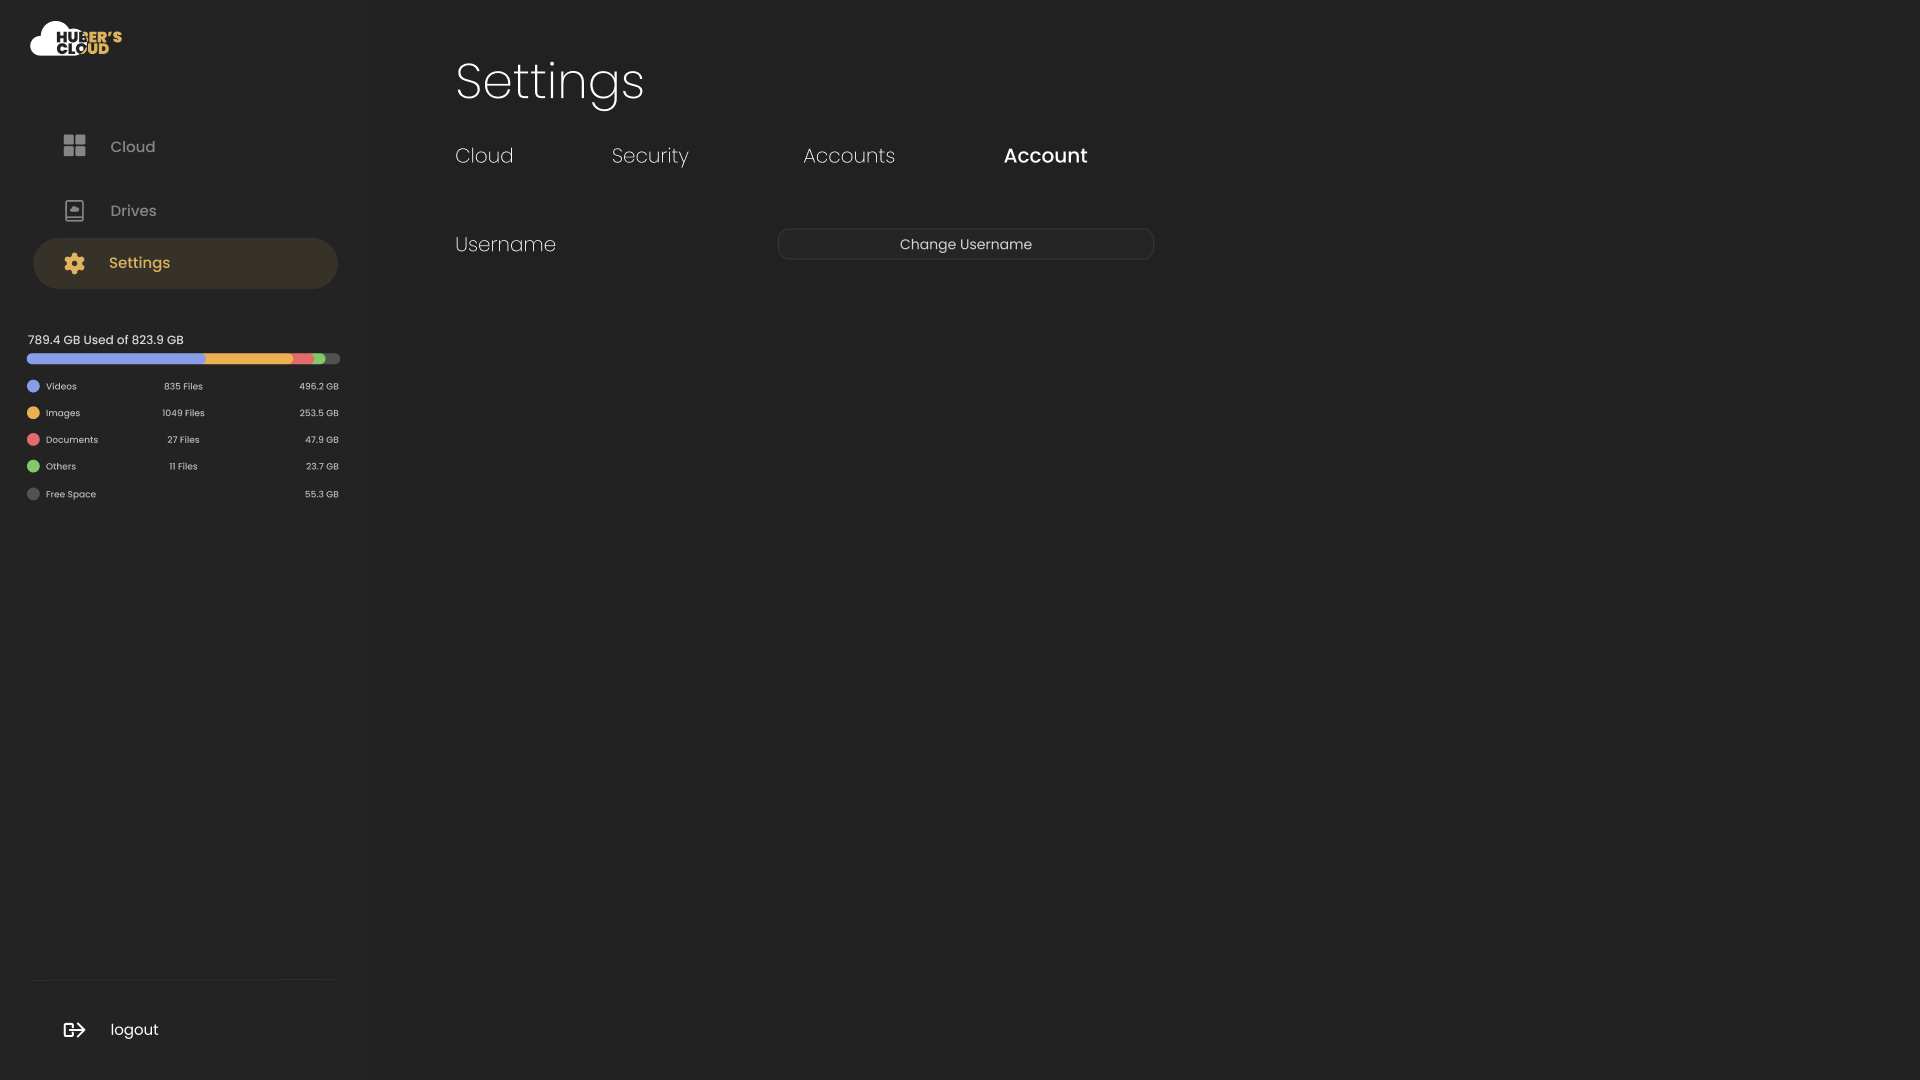 HUBER'S
CLOUD
Cloud
Drives
Settings
789.4 GB Used of 823.9 GB
Videos 835 Files 496.2 GB
Images 1049 Files 253.5 GB
Documents 27 Files 47.9 GB
Others 11 Files 23.7 GB
Free Space 55.3 GB
logout
Settings
Cloud Security Accounts Account
Username Change Username